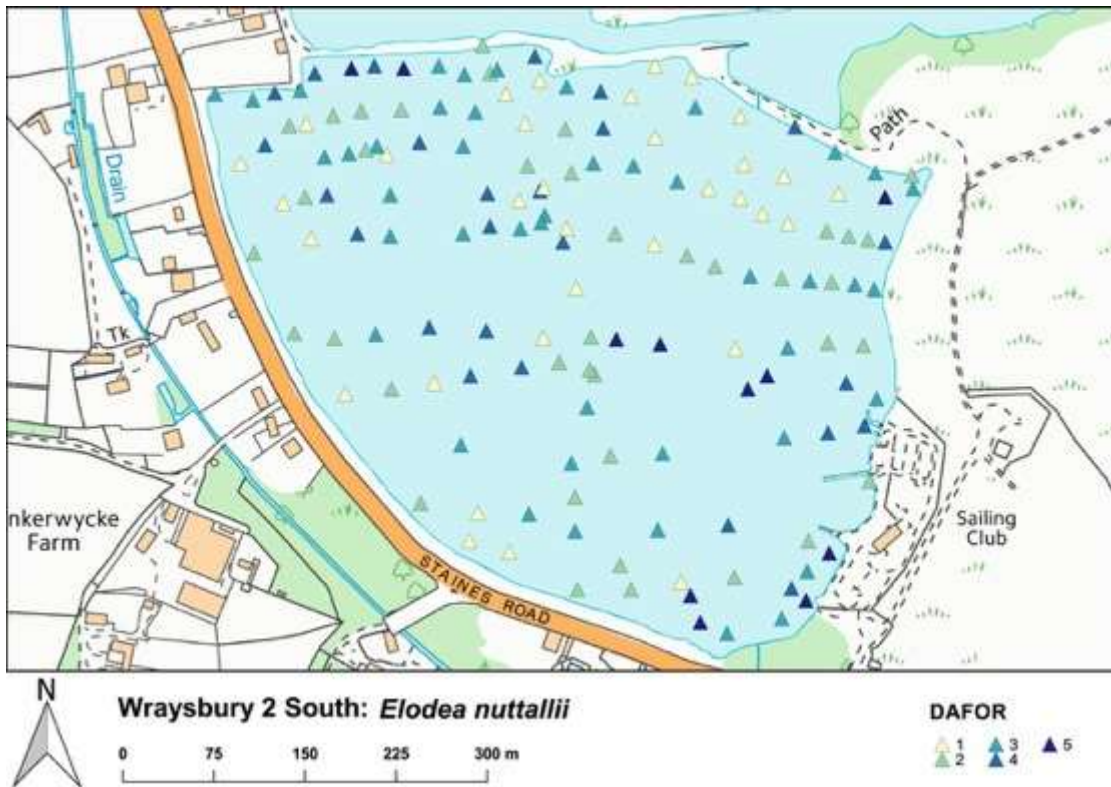 Path
Drain
Tk
nkerwycke
Farm
Sailing
Club
STAINES ROAD
N
Wraysbury 2 South: Elodea nuttallii
0 75 150 225 300 m
DAFOR
1 3 5
2 4